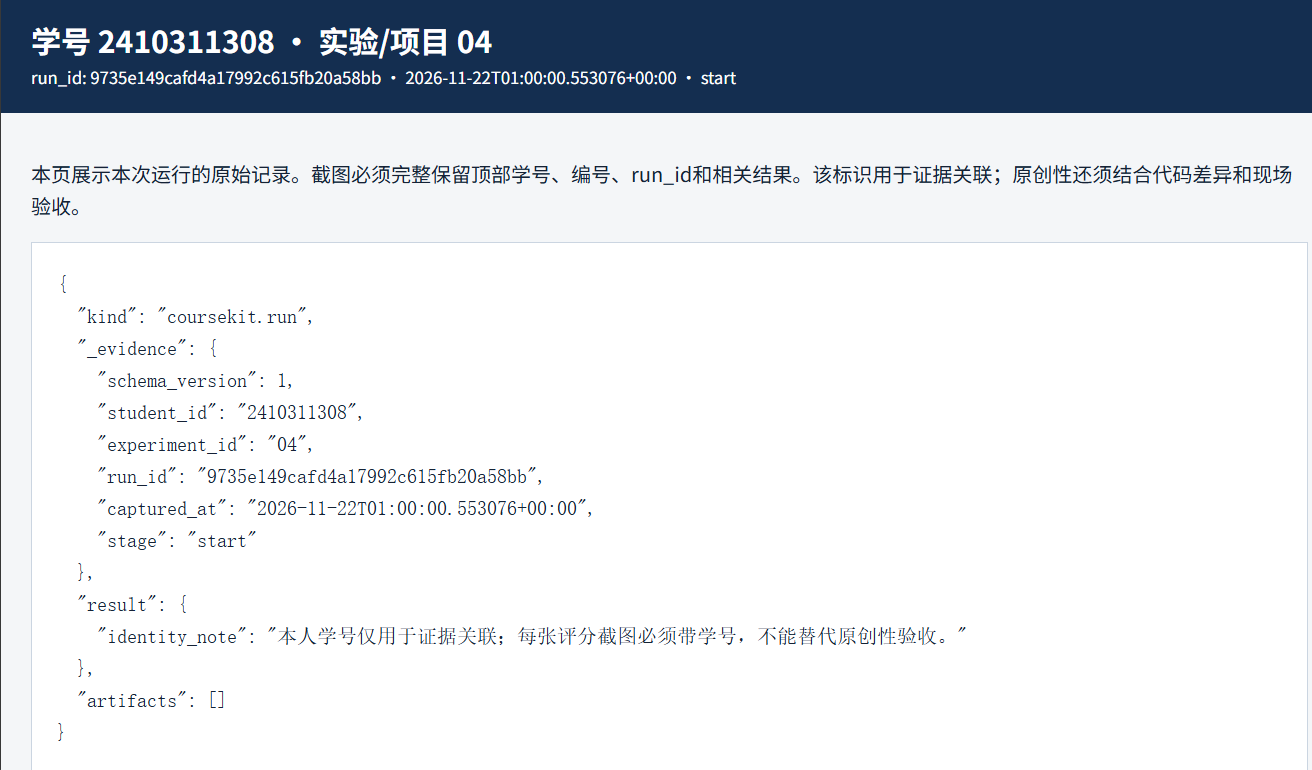 学号 2410311308 · 实验/项目 04
run_id: 9735e149cafd4a17992c615fb20a58bb · 2026-11-22T01:00:00.553076+00:00 · start
本页展示本次运行的原始记录。截图必须完整保留顶部学号、编号、run_id和相关结果。该标识用于证据关联；原创性还须结合代码差异和现场
验收。
{
  "kind": "coursekit.run",
  "_evidence": {
    "schema_version": 1,
    "student_id": "2410311308",
    "experiment_id": "04",
    "run_id": "9735e149cafd4a17992c615fb20a58bb",
    "captured_at": "2026-11-22T01:00:00.553076+00:00",
    "stage": "start"
  },
  "result": {
    "identity_note": "本人学号仅用于证据关联；每张评分截图必须带学号，不能替代原创性验收。"
  },
  "artifacts": []
}